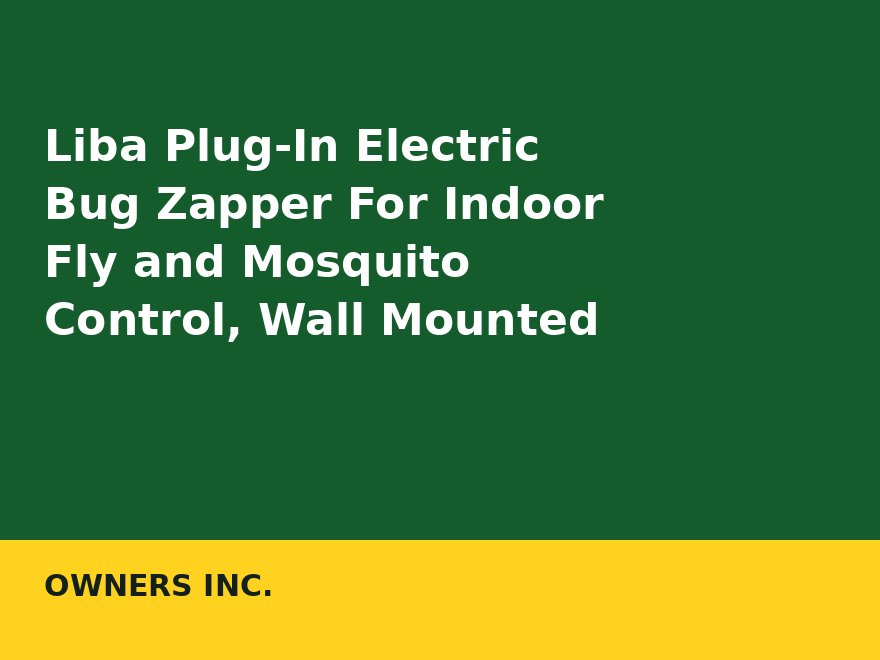 Liba Plug-In Electric
Bug Zapper For Indoor
Fly and Mosquito
Control, Wall Mounted
OWNERS INC.